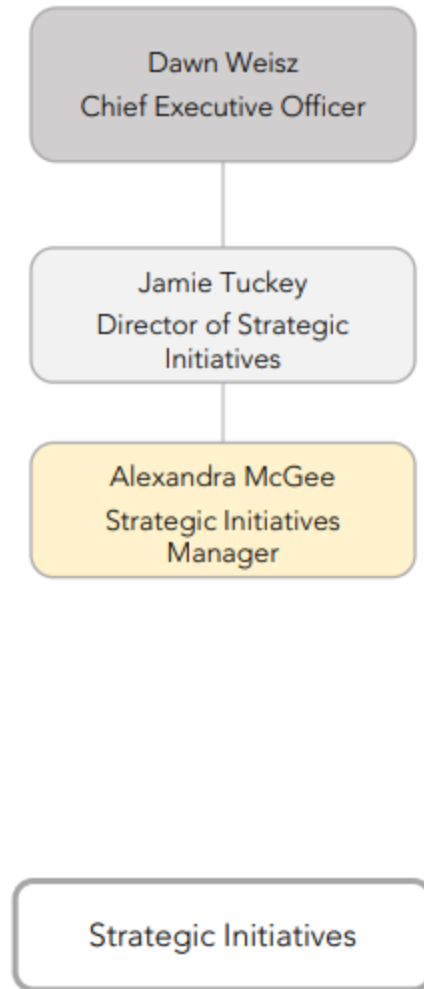 Dawn Weisz
Chief Executive Officer
Jamie Tuckey
Director of Strategic
Initiatives
Alexandra McGee
Strategic Initiatives
Manager
Strategic Initiatives